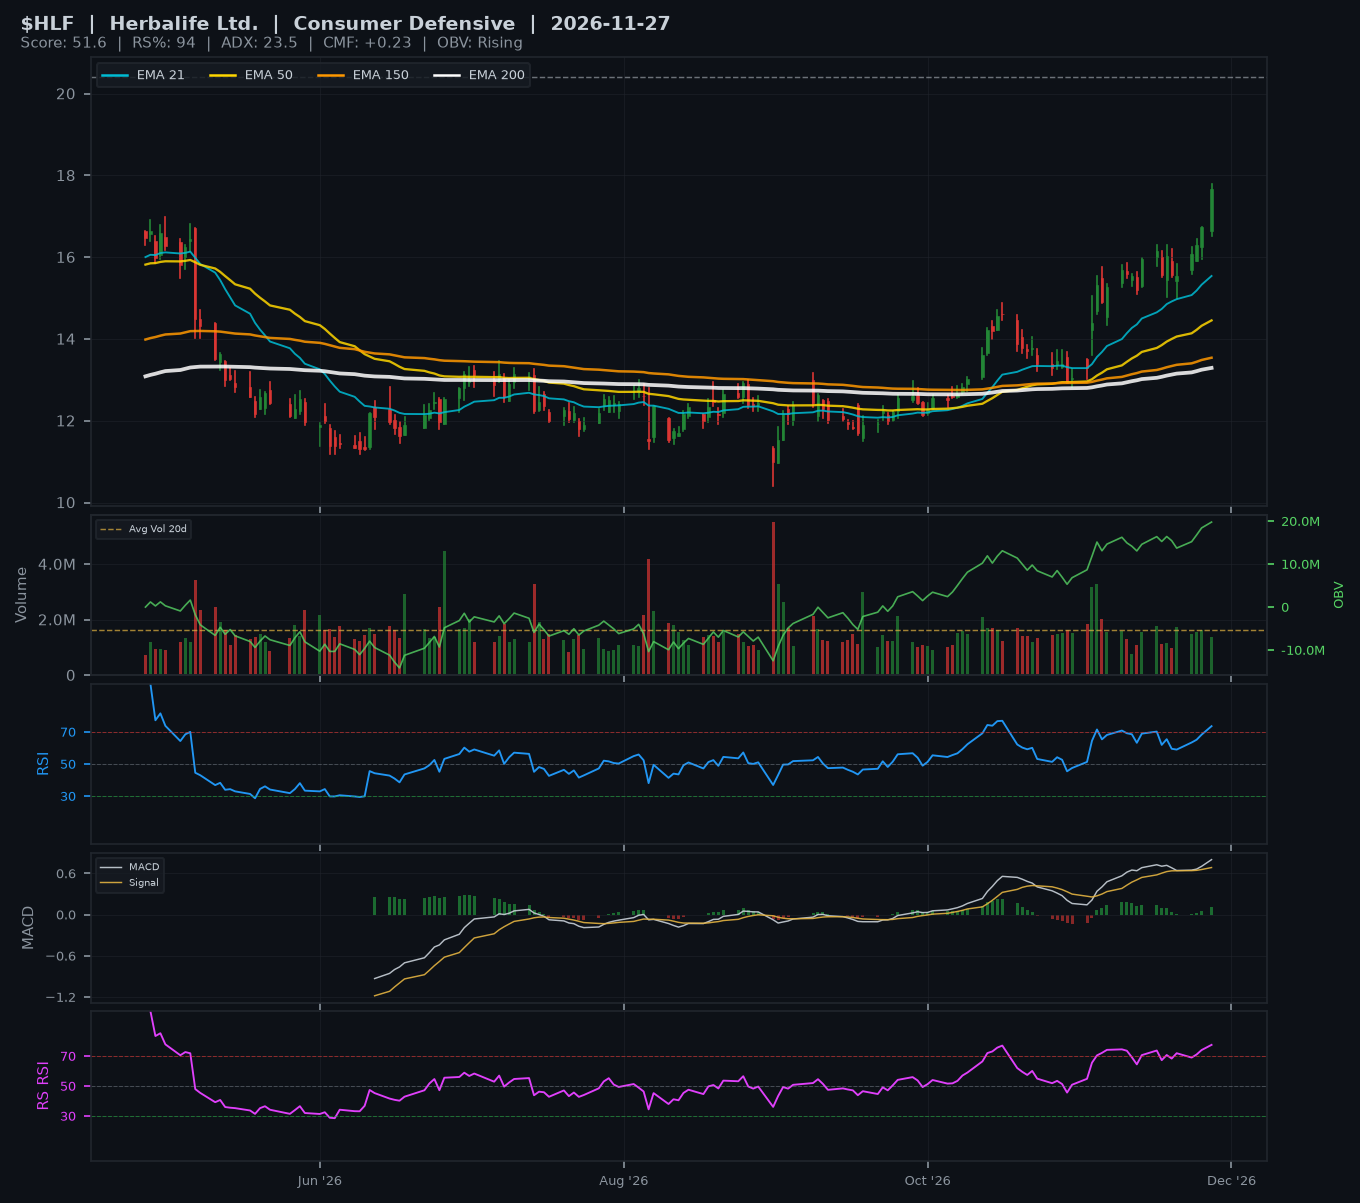 $HLF | Herbalife Ltd. | Consumer Defensive | 2026-11-27
Score: 51.6 | RS%: 94 | ADX: 23.5 | CMF: +0.23 | OBV: Rising
EMA 21 EMA 50 EMA 150 EMA 200
20
18
16
14
12
10
Avg Vol 20d
Volume
4.0M
2.0M
0
20.0M
10.0M
0
-10.0M
OBV
RSI
70
50
30
MACD
Signal
MACD
0.6
0.0
−0.6
−1.2
RS RSI
70
50
30
Jun '26 Aug '26 Oct '26 Dec '26